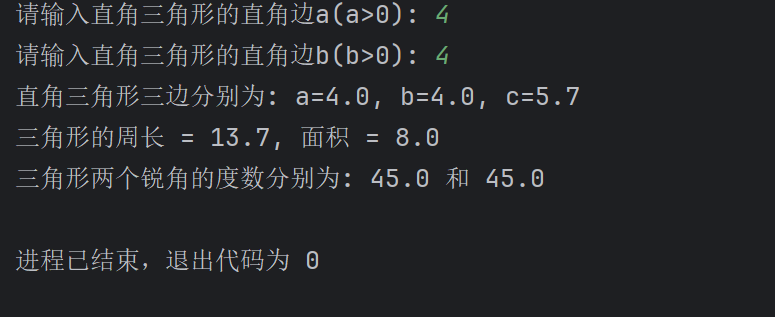 请输入直角三角形的直角边a(a>0): 4
请输入直角三角形的直角边b(b>0): 4
直角三角形三边分别为: a=4.0, b=4.0, c=5.7
三角形的周长 = 13.7, 面积 = 8.0
三角形两个锐角的度数分别为: 45.0 和 45.0
进程已结束，退出代码为 0